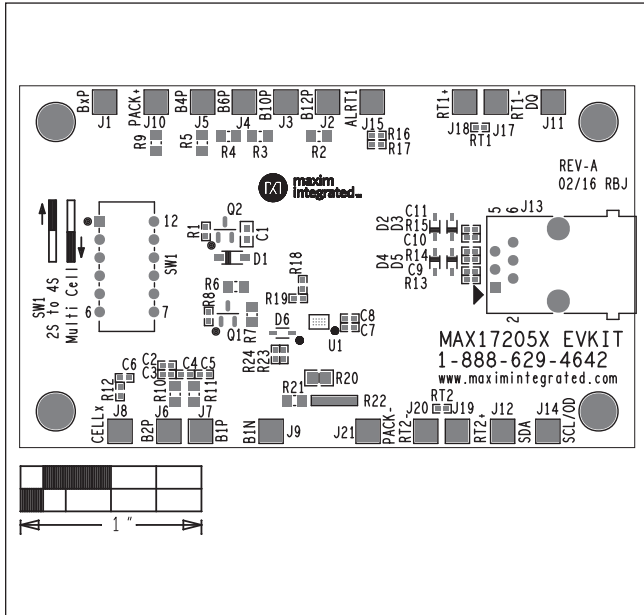 BxP
PACK+
B4P
B6P
B10P
B12P
ALRT1
RT1+
RT1-
DQ
J1
J10
J5
J4
J3
J2
J15
J18
J17
J11
R9
R5
R4
R3
R2
R16
R17
RT1
REV-A
02/16 RBJ
maxim
integrated™
12
SW1
6
7
SW1
2S to 4S
Multi Cell
R1
Q2
C1
D1
R6
R8
Q1
R7
R18
R19
D6
R24
R23
U1
C8
C7
D2
D3
C11
R15
C10
D4
D5
R14
C9
R13
5
6
J13
2
MAX17205X EVKIT
1-888-629-4642
www.maximintegrated.com
C6
R12
C2
C3
C4
C5
R10
R11
R21
R20
R22
RT2
CELLx
J8
B2P
J6
B1P
J7
B1N
J9
J21
PACK-
RT2-
J20
J19
RT2+
J12
SDA
J14
SCL/OD
1 "